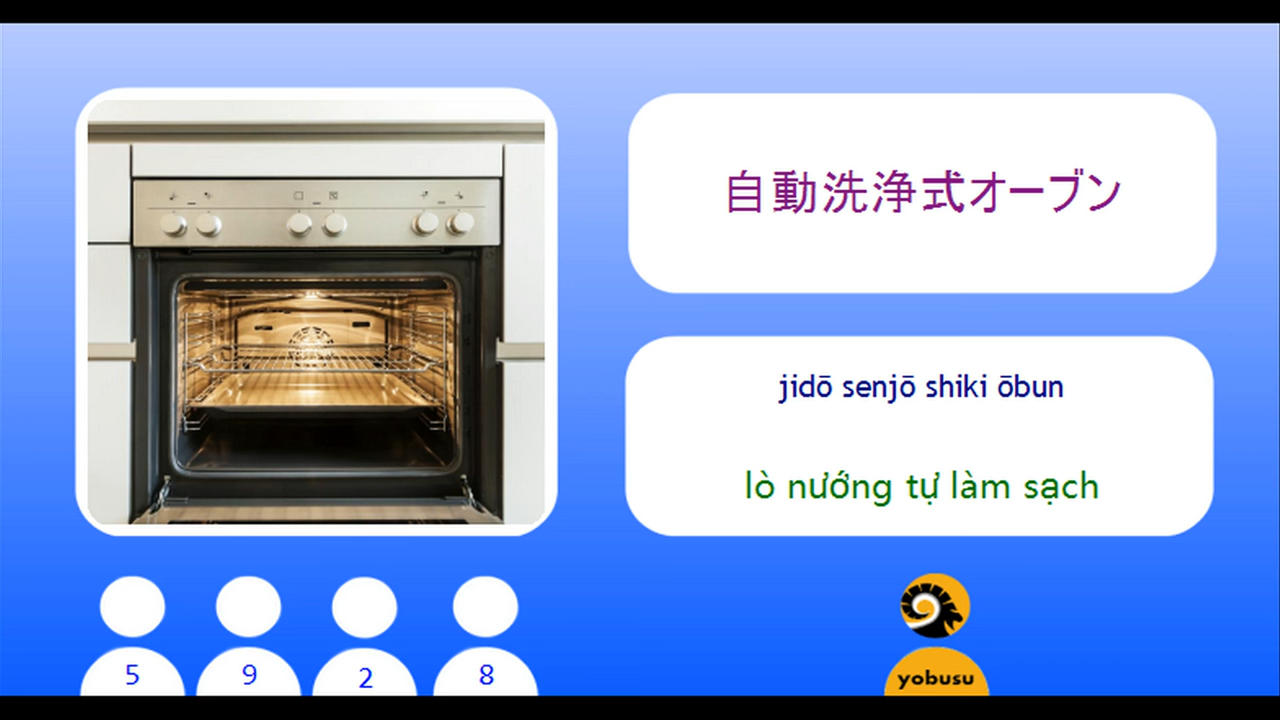 自動洗浄式オーブン
jidō senjō shiki ōbun
lò nướng tự làm sạch
5 9 2 8
yobusu